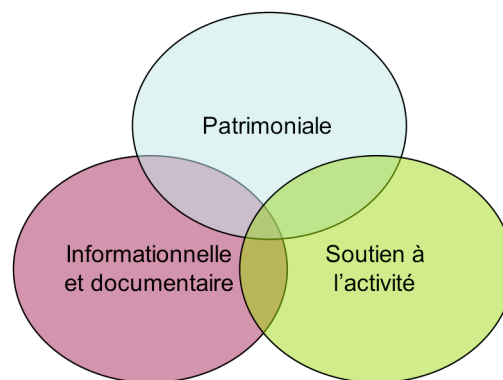 Patrimoniale
Informationnelle
et documentaire
Soutien à
l’activité